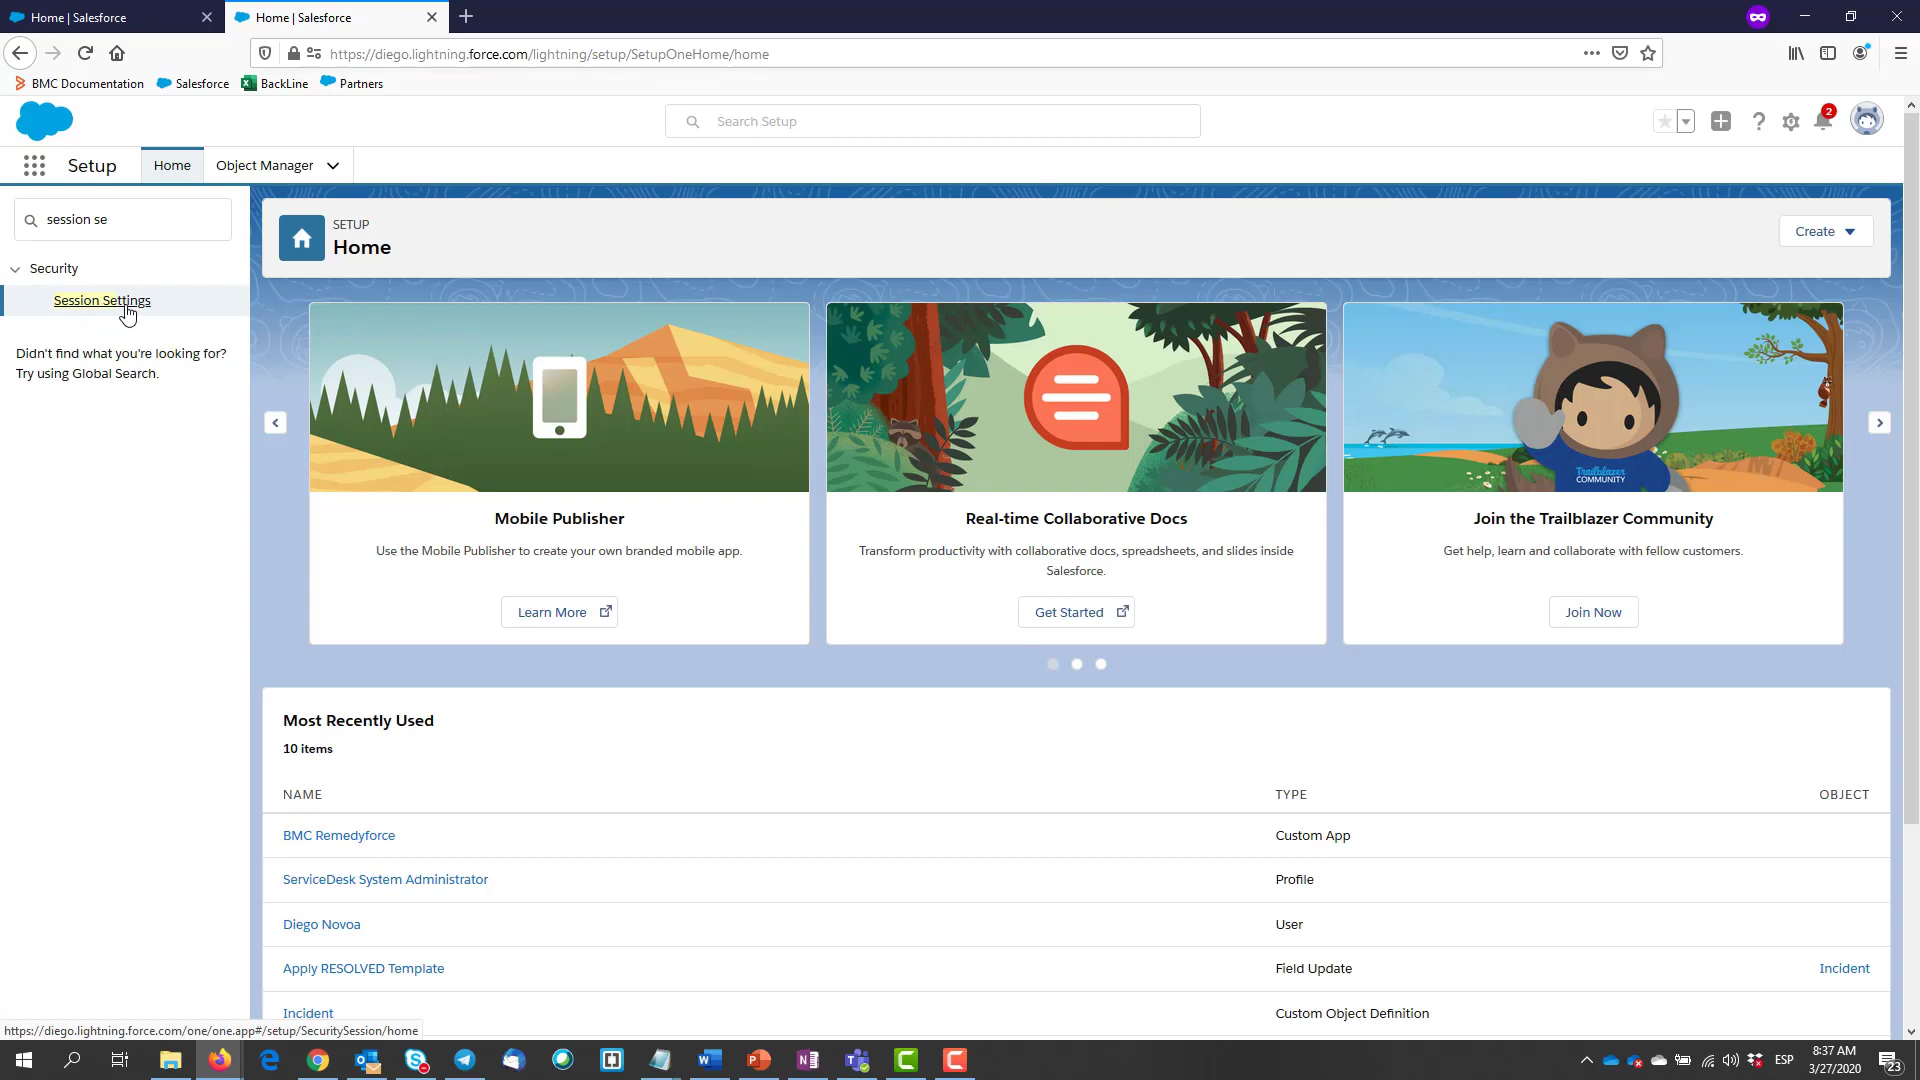 Home | Salesforce
Home | Salesforce
https://diego.lightning.force.com/lightning/setup/SetupOneHome/home
BMC Documentation
Salesforce
BackLine
Partners
Search Setup
2
Setup
Home
Object Manager
session se
Security
Session Settings
Didn't find what you're looking for?
Try using Global Search.
SETUP
Home
Create
TRAILBLAZER
COMMUNITY
Mobile Publisher
Use the Mobile Publisher to create your own branded mobile app.
Learn More
Real-time Collaborative Docs
Transform productivity with collaborative docs, spreadsheets, and slides inside
Salesforce.
Get Started
Join the Trailblazer Community
Get help, learn and collaborate with fellow customers.
Join Now
Most Recently Used
10 items
NAME TYPE OBJECT
BMC Remedyforce Custom App
ServiceDesk System Administrator Profile
Diego Novoa User
Apply RESOLVED Template Field Update Incident
Incident Custom Object Definition
https://diego.lightning.force.com/one/one.app#/setup/SecuritySession/home
ESP
8:37 AM
3/27/2020
23